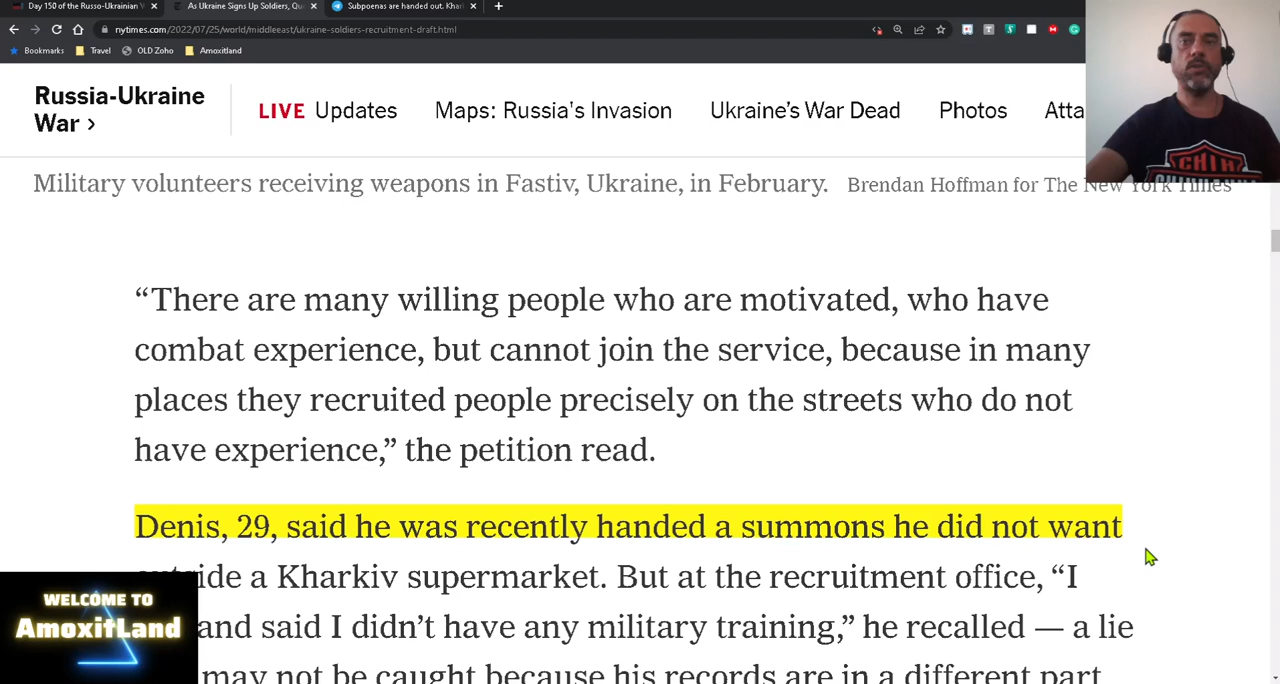 Day 150 of the Russo-Ukrainian
As Ukraine Signs Up Soldiers, Qu
Subpoenas are handed out. Khar
nytimes.com/2022/07/25/world/middleeast/ukraine-soldiers-recruitment-draft.html
Bookmarks Travel OLD Zoho Amoxitland
Russia-Ukraine
War >
LIVE Updates Maps: Russia's Invasion Ukraine’s War Dead Photos Atta
Military volunteers receiving weapons in Fastiv, Ukraine, in February. Brendan Hoffman for The New York Times
“There are many willing people who are motivated, who have
combat experience, but cannot join the service, because in many
places they recruited people precisely on the streets who do not
have experience,” the petition read.
Denis, 29, said he was recently handed a summons he did not want
outside a Kharkiv supermarket. But at the recruitment office, “I
and said I didn’t have any military training,” he recalled — a lie
may not be caught because his records are in a different part
WELCOME TO
AmoxitLand